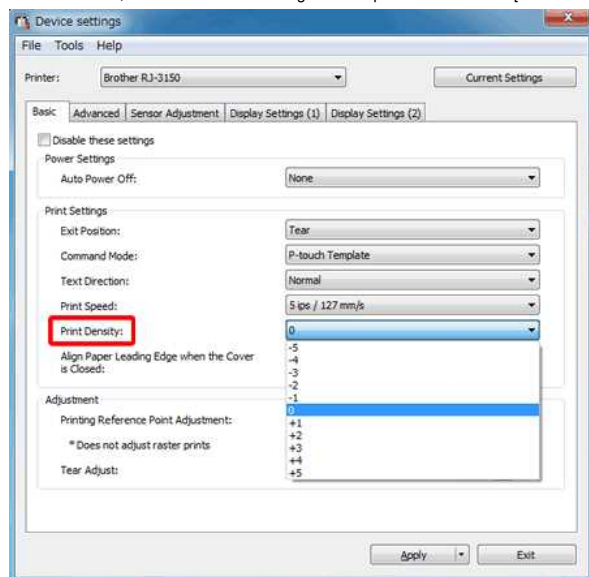 Device settings
File Tools Help
Printer: Brother RJ-3150 Current Settings
Basic Advanced Sensor Adjustment Display Settings (1) Display Settings (2)
Disable these settings
Power Settings
Auto Power Off: None
Print Settings
Exit Position: Tear
Command Mode: P-touch Template
Text Direction: Normal
Print Speed: 5 ips / 127 mm/s
Print Density: 0
-5
Align Paper Leading Edge when the Cover
-4
is Closed:
-3
-2
-1
Adjustment
0
Printing Reference Point Adjustment:
+1
+2
*Does not adjust raster prints
+3
+4
Tear Adjust:
+5
Apply Exit